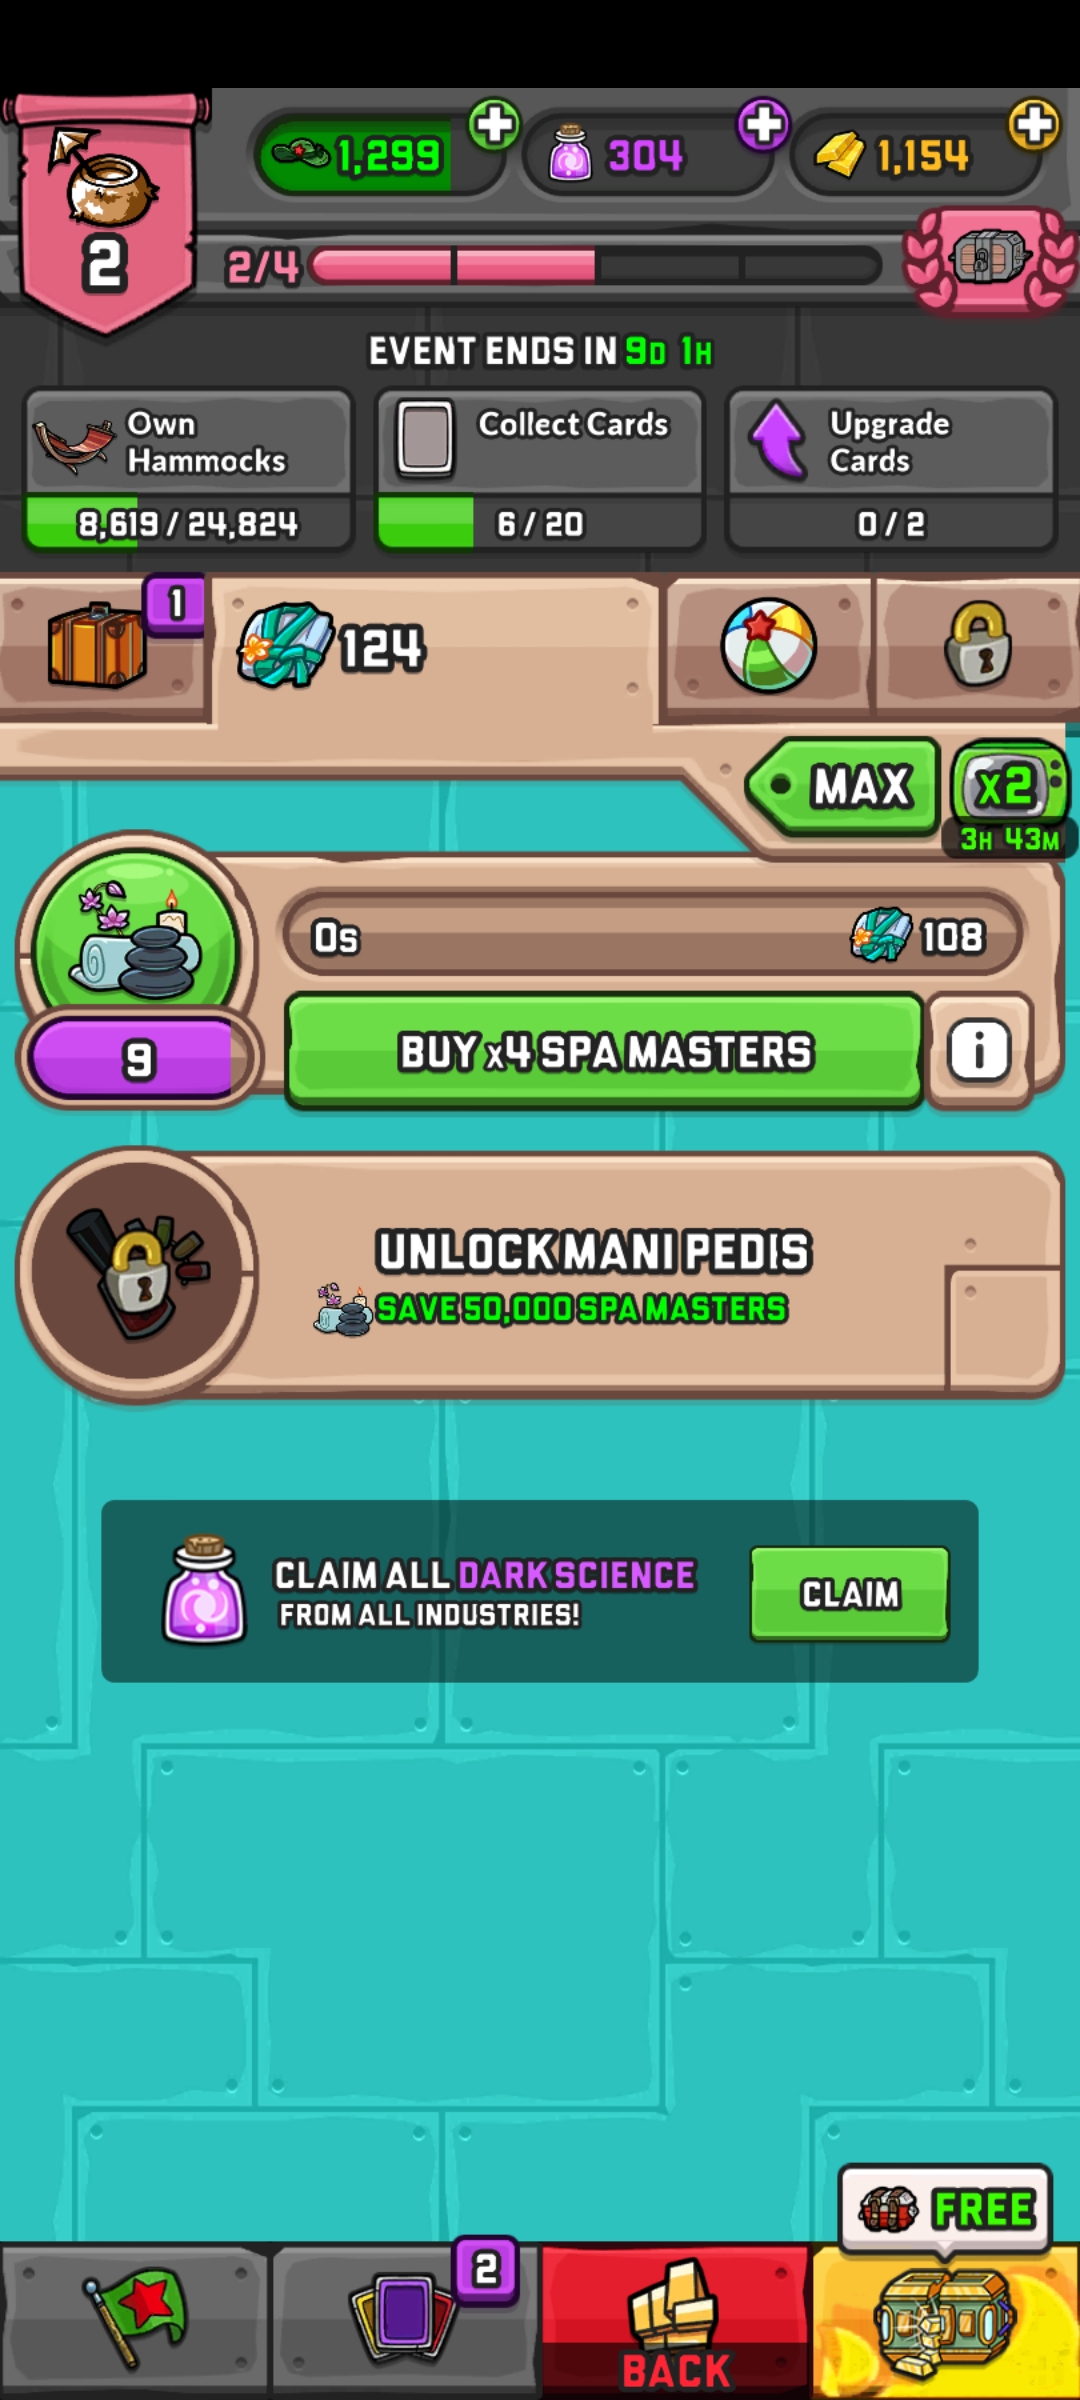 1,299
304
1,154
2
2/4
EVENT ENDS IN 9D 1H
Own
Hammocks
8,619 / 24,824
Collect Cards
6 / 20
Upgrade
Cards
0 / 2
1
124
MAX
x2
3H 43M
0s
108
9
BUY x4 SPA MASTERS
i
UNLOCK MANI PEDIS
SAVE 50,000 SPA MASTERS
CLAIM ALL DARK SCIENCE
FROM ALL INDUSTRIES!
CLAIM
FREE
2
BACK